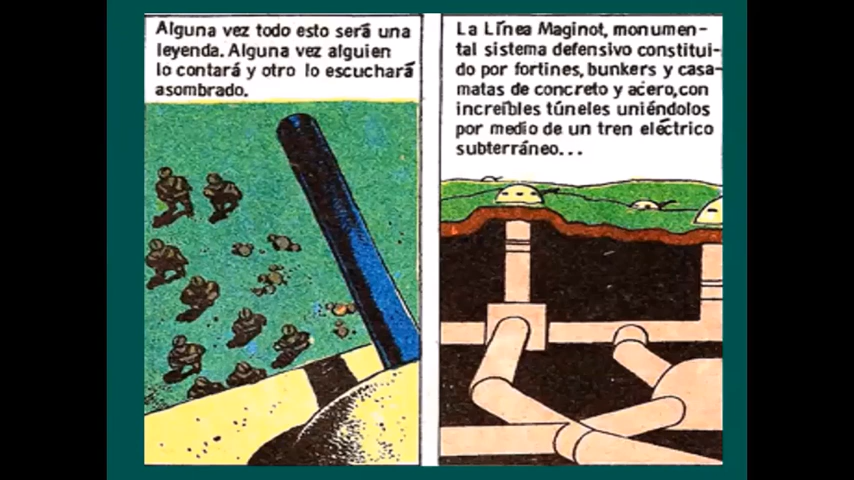 Alguna vez todo esto será una
leyenda. Alguna vez alguien
lo contará y otro lo escuchará
asombrado.
La Línea Maginot, monumen-
tal sistema defensivo constitui-
do por fortines, bunkers y casa-
matas de concreto y acero, con
increíbles túneles uniéndolos
por medio de un tren eléctrico
subterráneo...